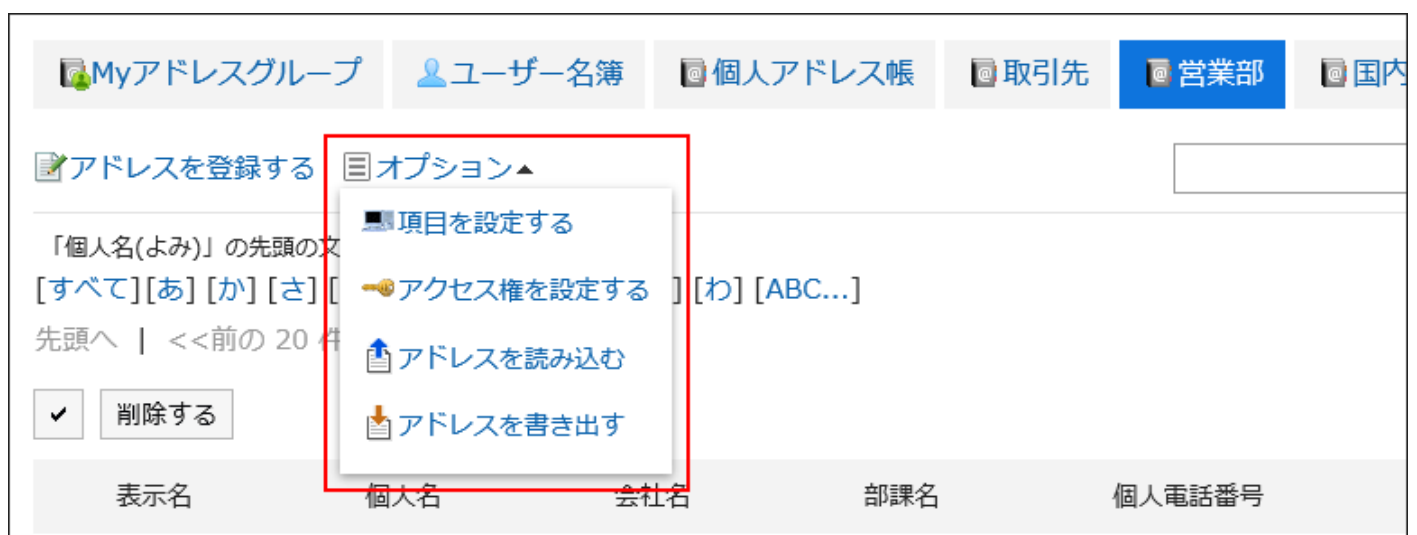 Myアドレスグループ ユーザー名簿 個人アドレス帳 取引先 営業部 国内
アドレスを登録する オプション▲
項目を設定する
「個人名(よみ)」の先頭の文
[すべて][あ] [か] [さ] [ アクセス権を設定する ] [わ] [ABC...]
先頭へ | <<前の 20 件
アドレスを読み込む
削除する アドレスを書き出す
表示名 個人名 会社名 部課名 個人電話番号